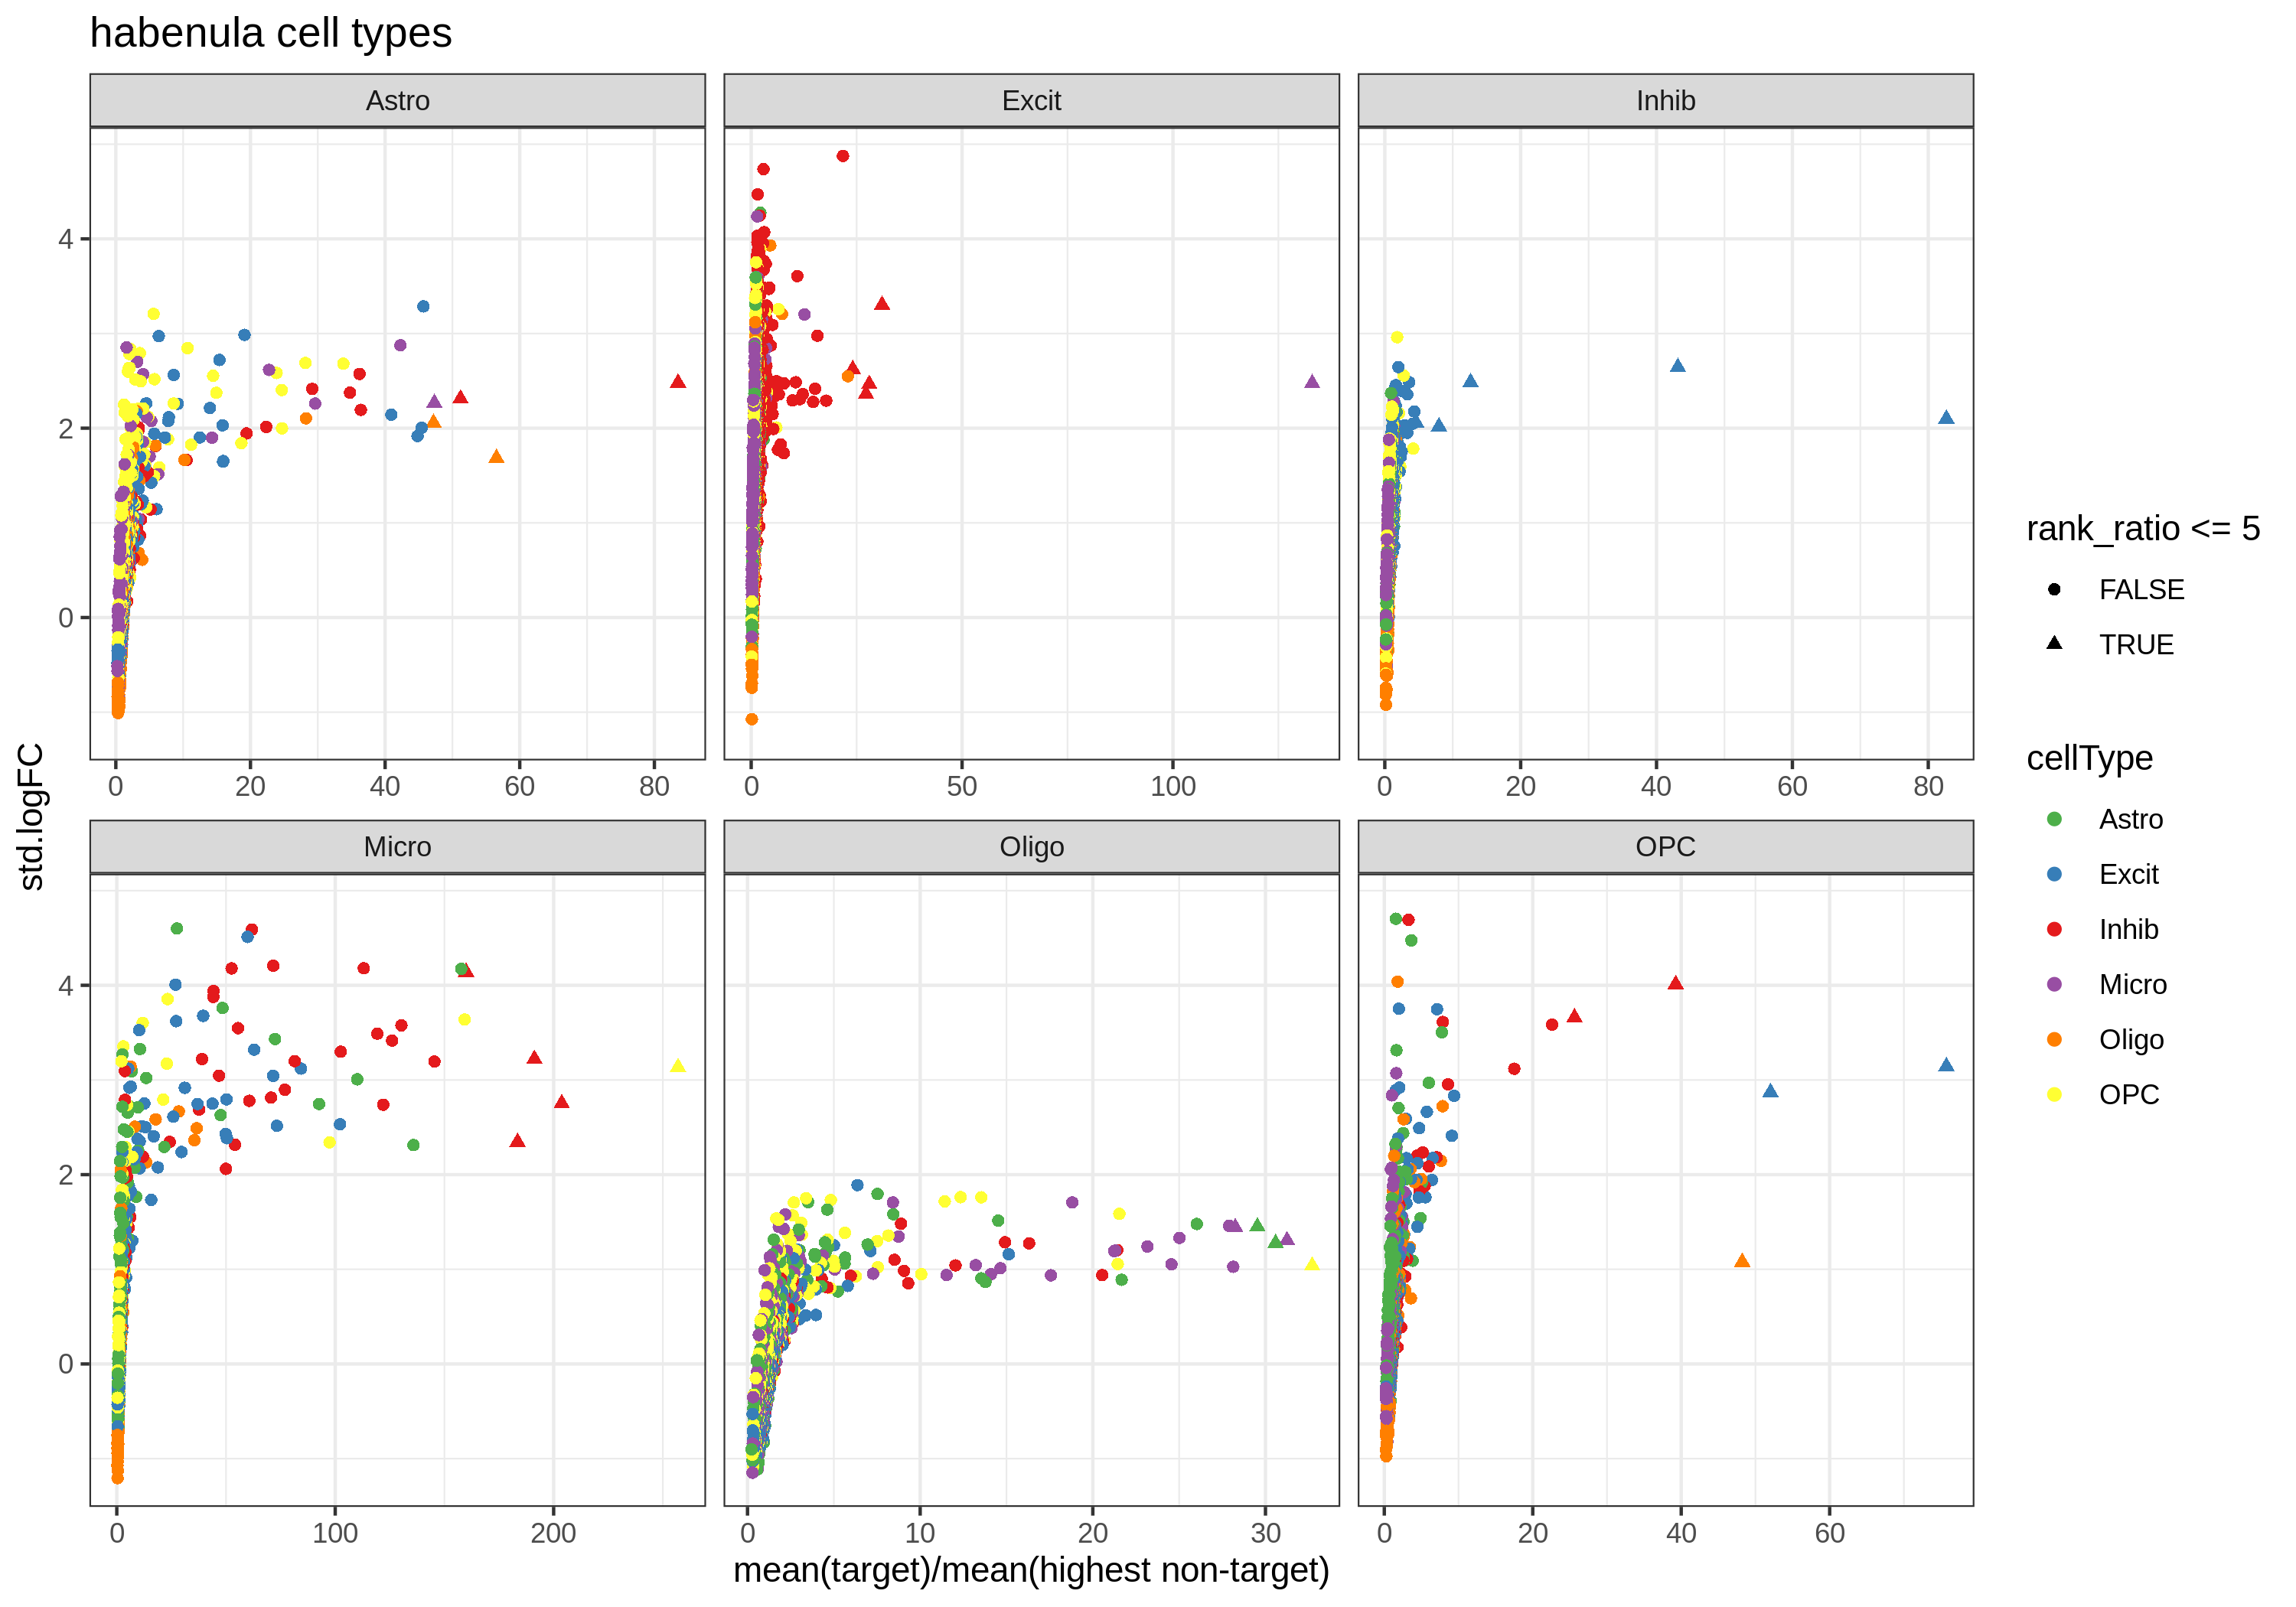 habenula cell types
Astro
Excit
Inhib
4
2
0
0 20 40 60 80
0 50 100
0 20 40 60 80
Micro
Oligo
OPC
4
2
0
0 100 200
0 10 20 30
0 20 40 60
std.logFC
mean(target)/mean(highest non-target)
rank_ratio <= 5
FALSE
TRUE
cellType
Astro
Excit
Inhib
Micro
Oligo
OPC